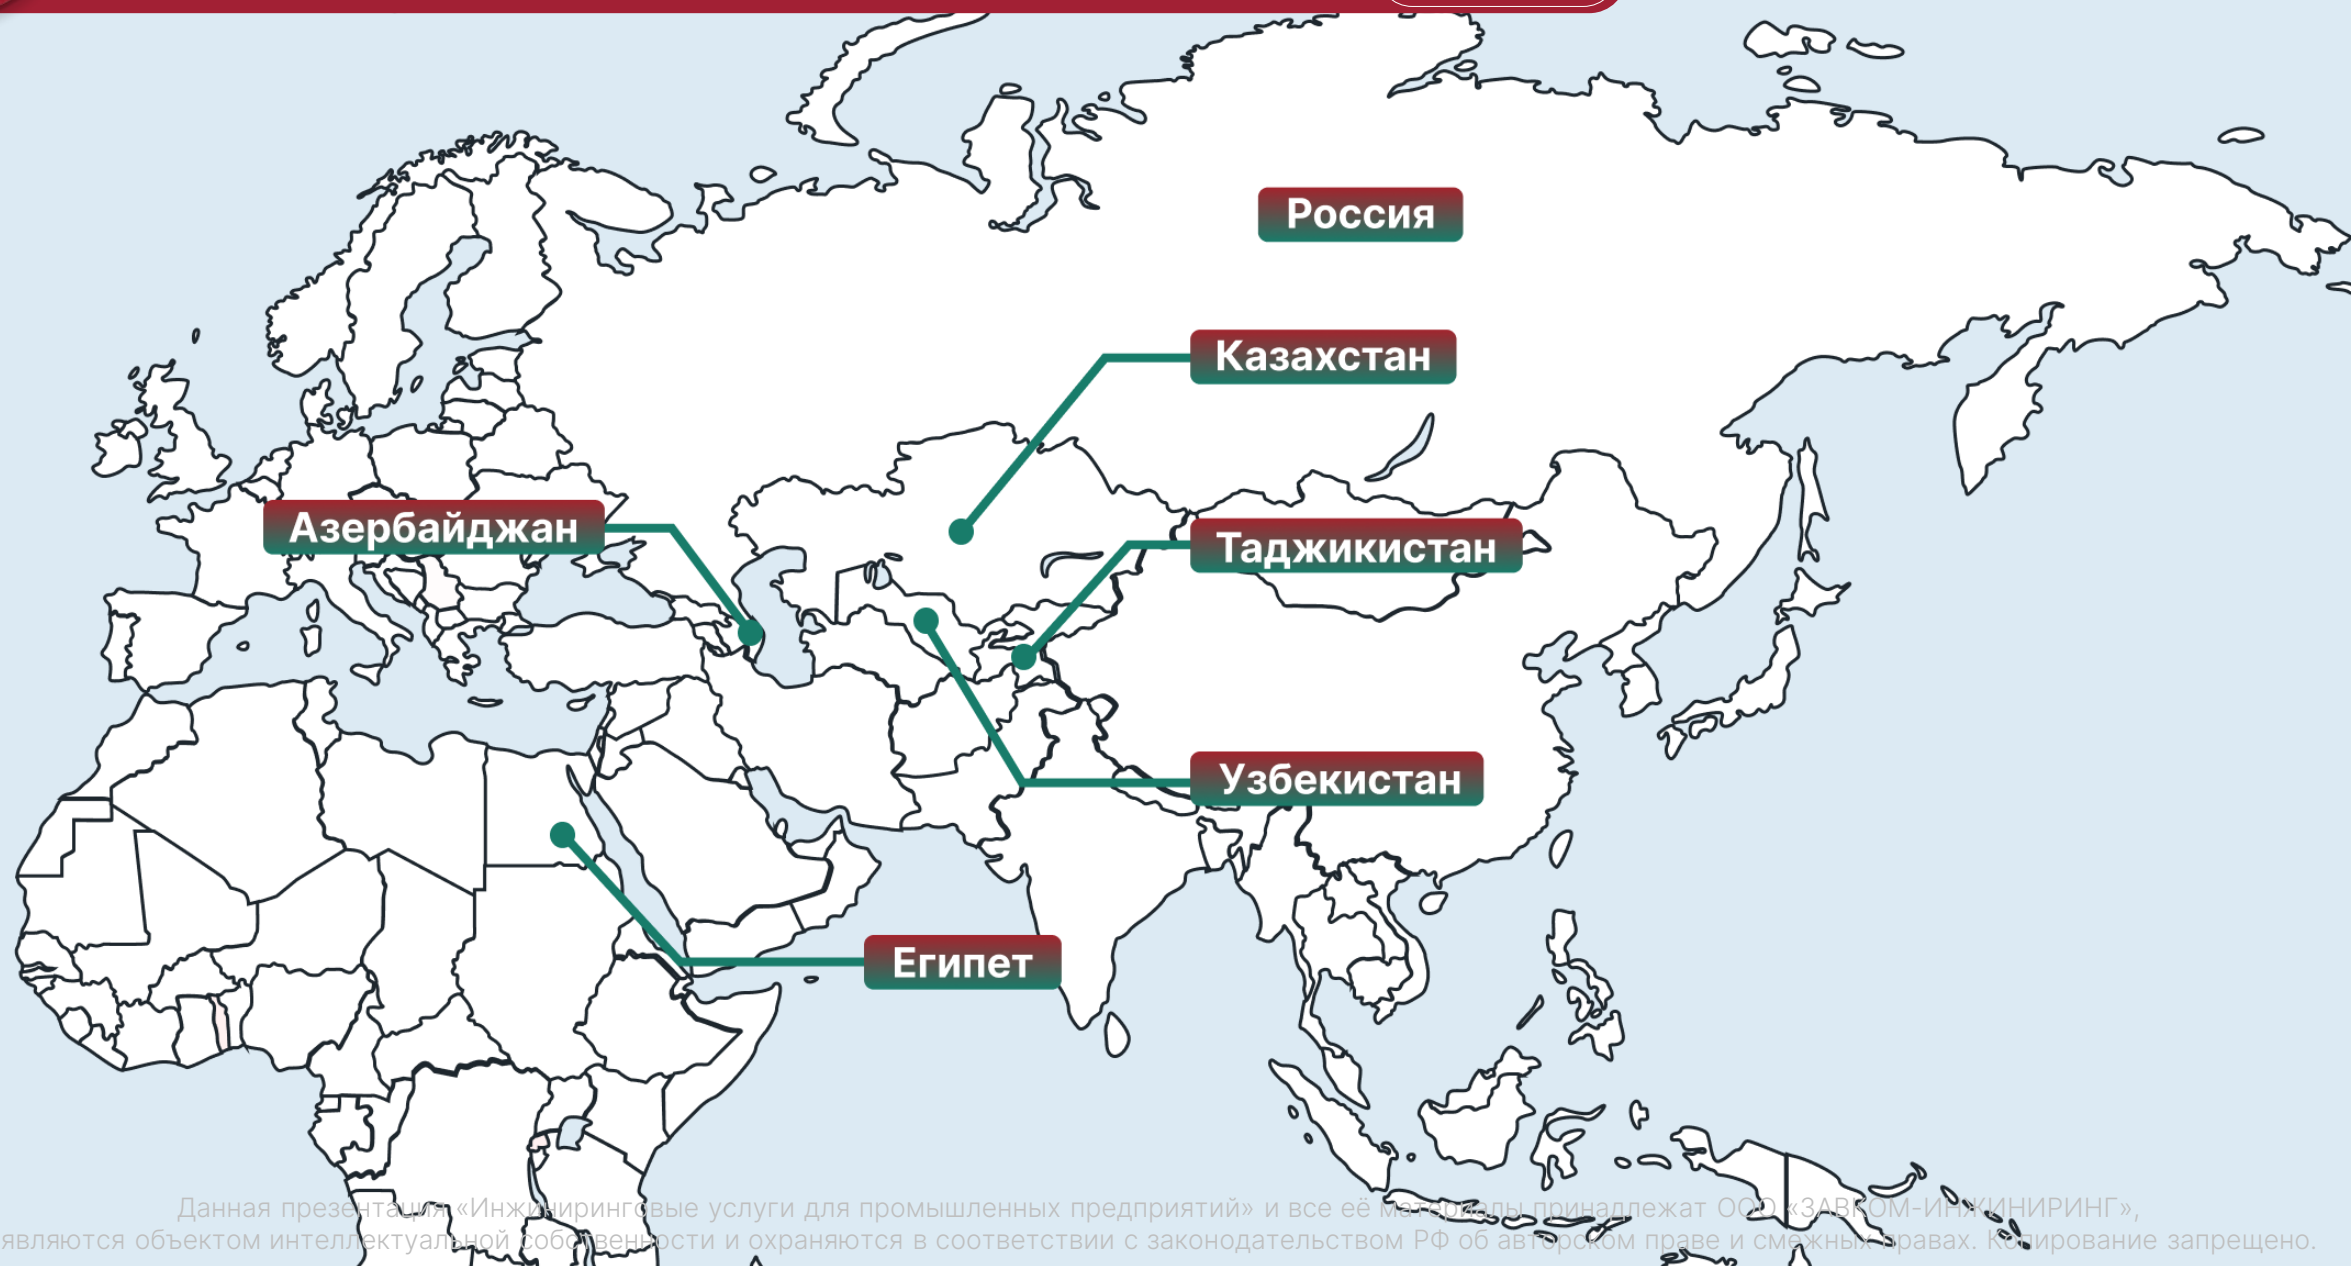 Россия
Казахстан
Азербайджан
Таджикистан
Узбекистан
Египет
Данная презентация «Инжиниринговые услуги для промышленных предприятий» и все её материалы принадлежат ООО «ЗАВКОМ-ИНЖИНИРИНГ»,
являются объектом интеллектуальной собственности и охраняются в соответствии с законодательством РФ об авторском праве и смежных правах. Копирование запрещено.